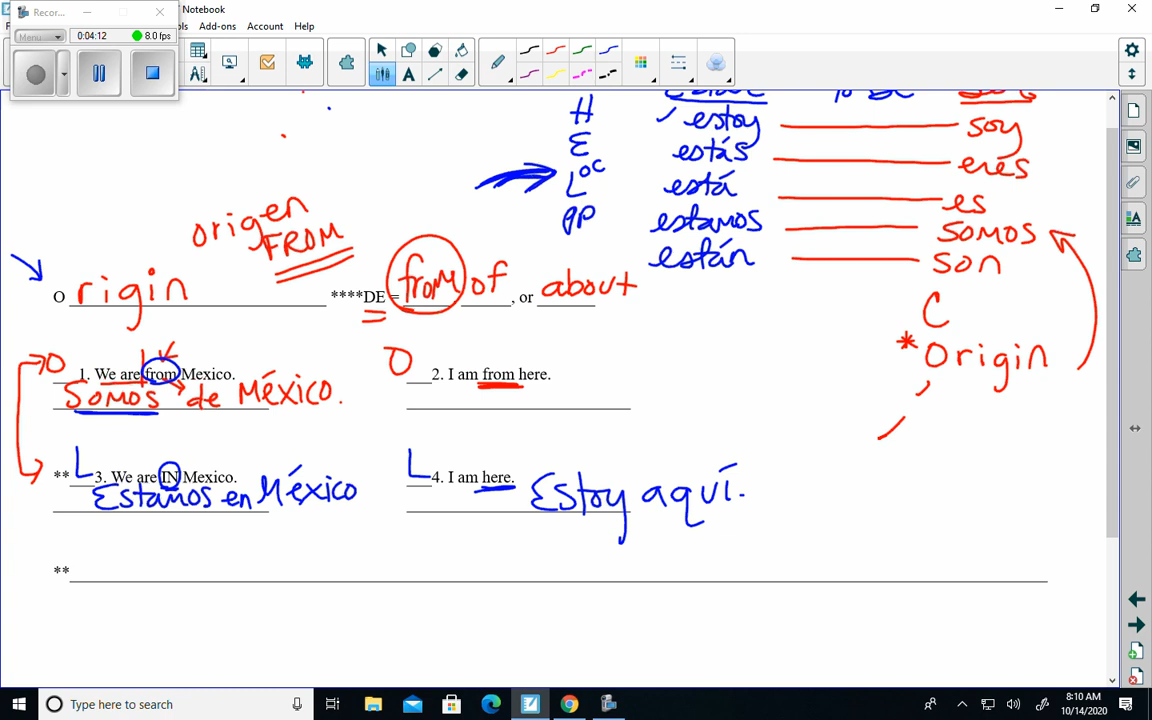 Recor...
Notebook
Menu
0:04:12
8.0 fps
Add-ons Account Help
H
estoy soy
E
estás eres
Loc
está es
PP
estamos somos
están son
origen
FROM
O rigin ****DE = from of, or about
C
*Origin
O 1. We are from Mexico.
Somos de México.
O 2. I am from here.
** L 3. We are IN Mexico.
Estamos en México
L 4. I am here.
Estoy aquí.
**
Type here to search
8:10 AM
10/14/2020